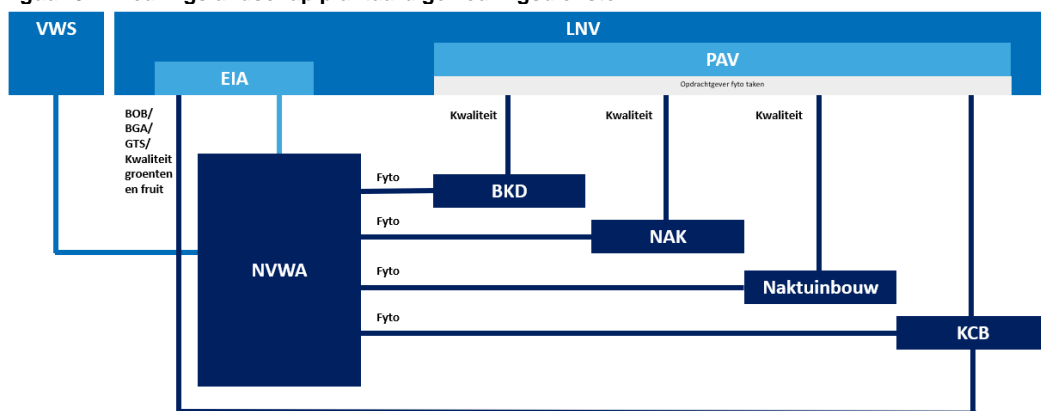 VWS
LNV
PAV
EIA
Opdrachtgever fyto taken
BOB/
BGA/
GTS/
Kwaliteit
groenten
en fruit
Kwaliteit
Kwaliteit
Kwaliteit
Fyto
BKD
Fyto
NAK
NVWA
Fyto
Naktuinbouw
Fyto
KCB